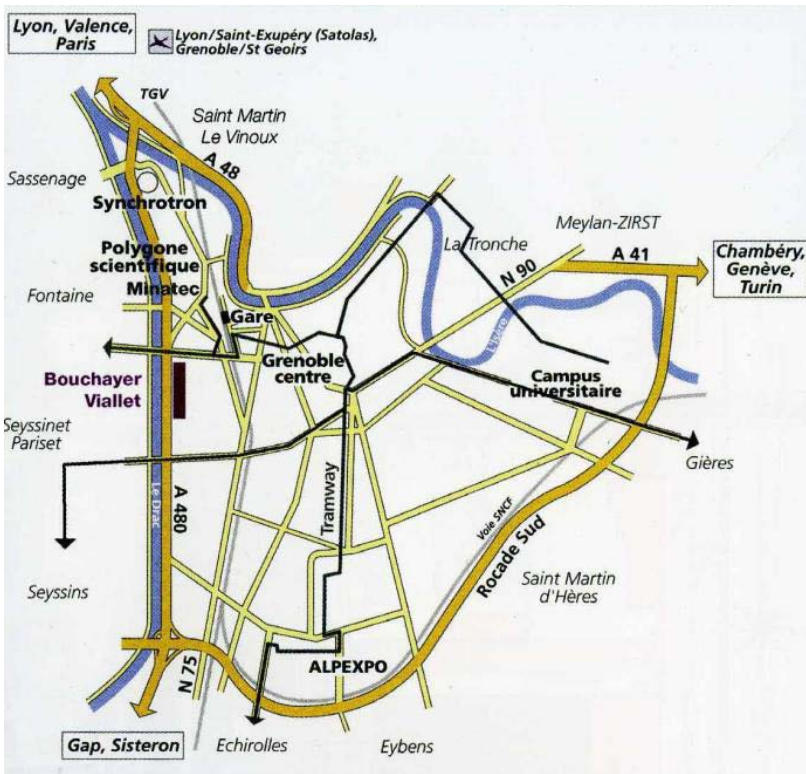 Lyon, Valence,
Paris
Lyon/Saint-Exupéry (Satolas),
Grenoble/St Geoirs
TGV
Saint Martin
Le Vinoux
A 48
Sassenage
Synchrotron
Meylan-ZIRST
La Tronche
Polygone
scientifique
Minatec
N 90
A 41
Chambéry,
Genève,
Turin
Fontaine
Gare
L'Isère
Grenoble
centre
Bouchayer
Viallet
Campus
universitaire
Seyssinet
Pariset
Gières
Le Drac
A 480
Tramway
Voie SNCF
Rocade Sud
Seyssins
Saint Martin
d'Hères
N 75
ALPEXPO
Gap, Sisteron
Echirolles
Eybens